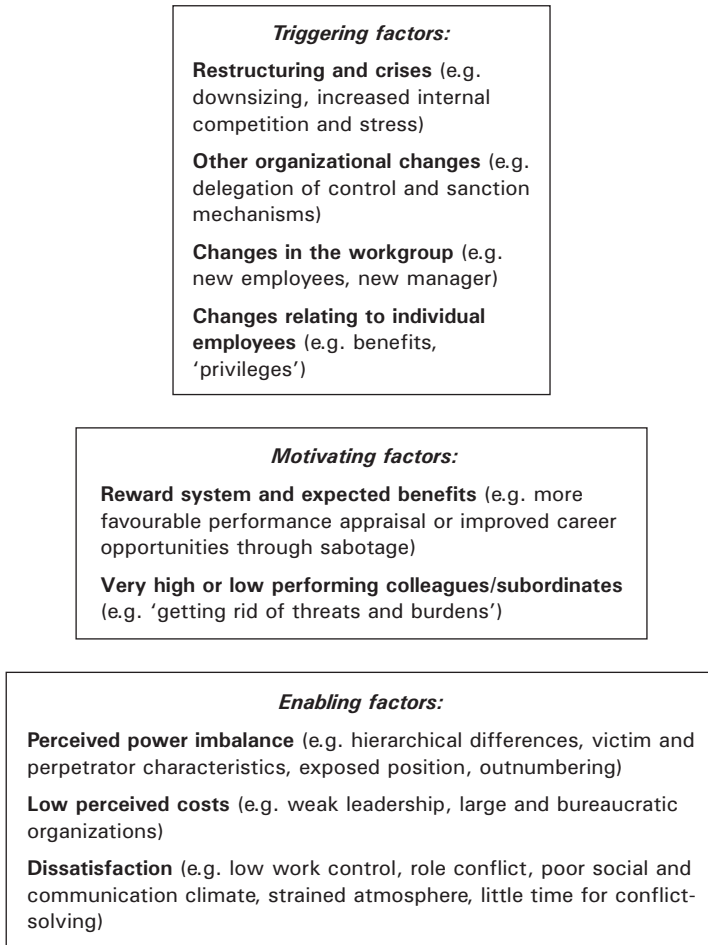 Triggering factors:
Restructuring and crises (e.g.
downsizing, increased internal
competition and stress)
Other organizational changes (e.g.
delegation of control and sanction
mechanisms)
Changes in the workgroup (e.g.
new employees, new manager)
Changes relating to individual
employees (e.g. benefits,
‘privileges’)
Motivating factors:
Reward system and expected benefits (e.g. more
favourable performance appraisal or improved career
opportunities through sabotage)
Very high or low performing colleagues/subordinates
(e.g. ‘getting rid of threats and burdens’)
Enabling factors:
Perceived power imbalance (e.g. hierarchical differences, victim and
perpetrator characteristics, exposed position, outnumbering)
Low perceived costs (e.g. weak leadership, large and bureaucratic
organizations)
Dissatisfaction (e.g. low work control, role conflict, poor social and
communication climate, strained atmosphere, little time for conflict-
solving)